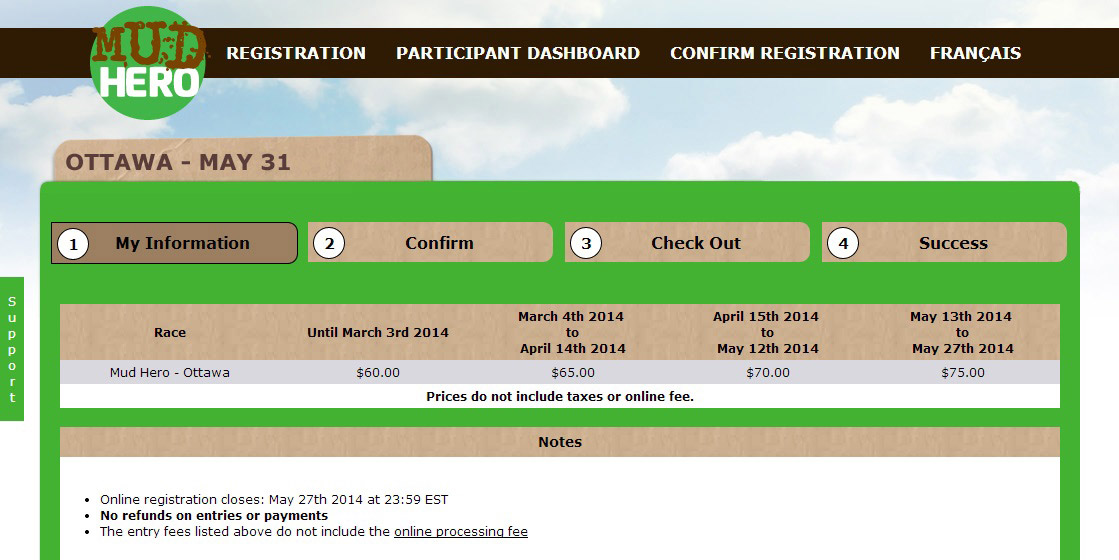 MUD
HERO
REGISTRATION PARTICIPANT DASHBOARD CONFIRM REGISTRATION FRANÇAIS
OTTAWA - MAY 31
1 My Information 2 Confirm 3 Check Out 4 Success
Support
Race Until March 3rd 2014 March 4th 2014 to April 14th 2014 April 15th 2014 to May 12th 2014 May 13th 2014 to May 27th 2014
Mud Hero - Ottawa $60.00 $65.00 $70.00 $75.00
Prices do not include taxes or online fee.
Notes
• Online registration closes: May 27th 2014 at 23:59 EST
• No refunds on entries or payments
• The entry fees listed above do not include the online processing fee